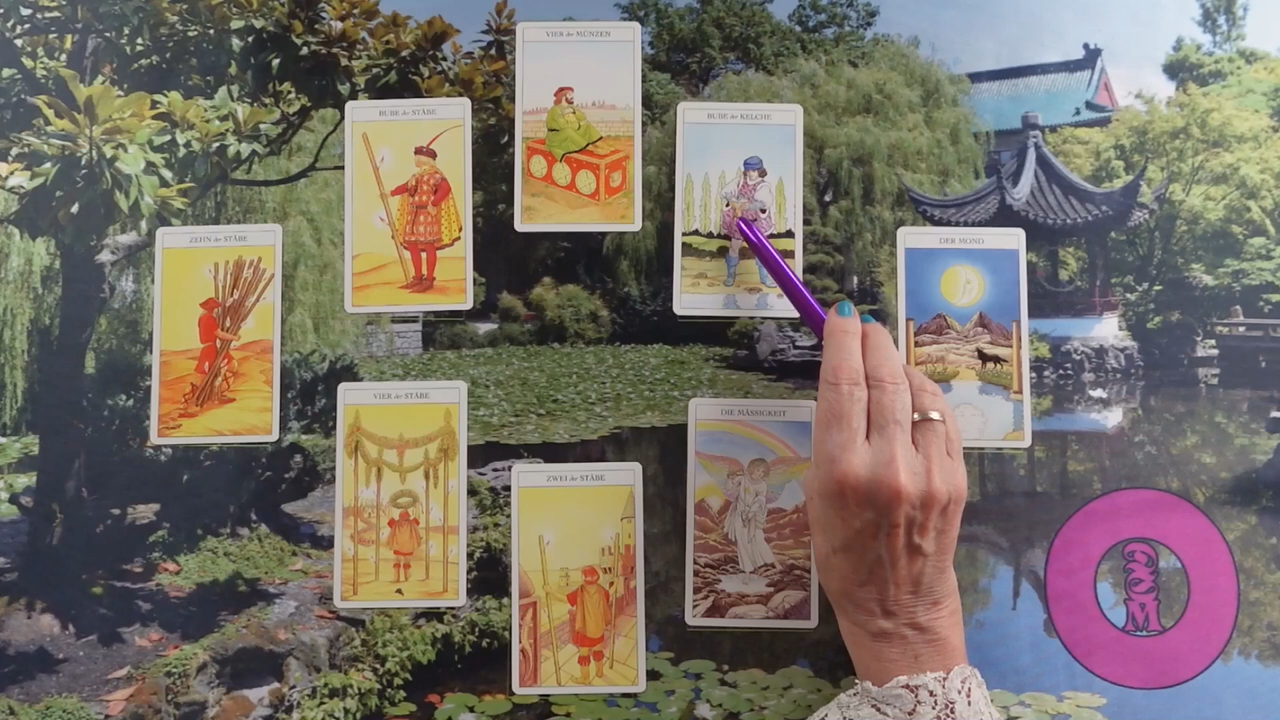 VIER der MÜNZEN
BUBE der STÄBE
BUBE der KELCHE
ZEHN der STÄBE
DER MOND
VIER der STÄBE
DIE MÄSSIGKEIT
ZWEI der STÄBE